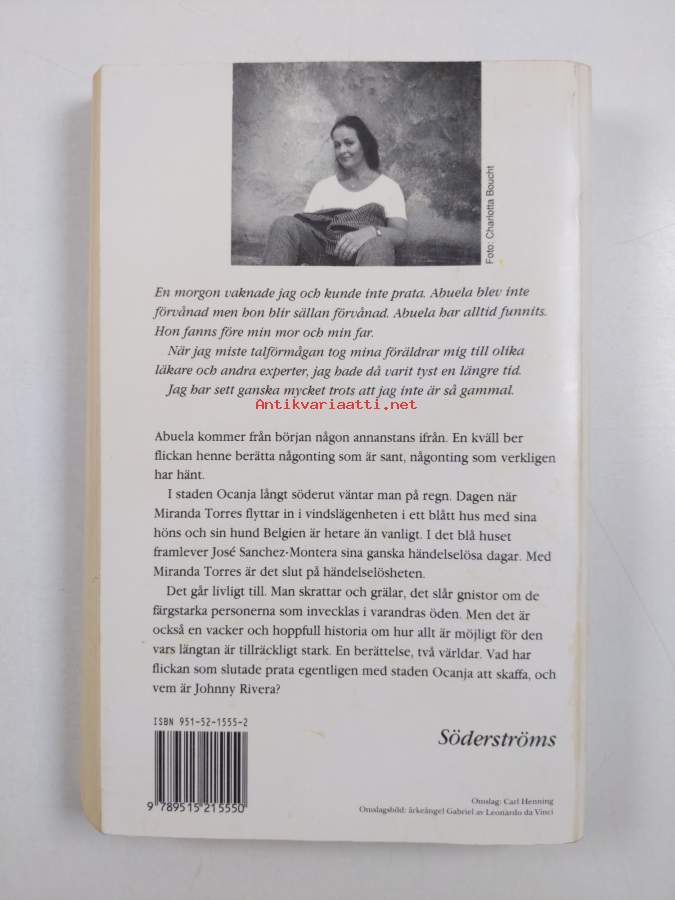 Foto: Charlotta Boucht
En morgon vaknade jag och kunde inte prata. Abuela blev inte
förvånad men hon blir sällan förvånad. Abuela har alltid funnits.
Hon fanns före min mor och min far.
När jag miste talförmågan tog mina föräldrar mig till olika
läkare och andra experter, jag hade då varit tyst en längre tid.
Jag har sett ganska mycket trots att jag inte är så gammal.
Antikvariaatti.net
Abuela kommer från början någon annanstans ifrån. En kväll ber
flickan henne berätta någonting som är sant, någonting som verkligen
har hänt.
I staden Ocanja långt söderut väntar man på regn. Dagen när
Miranda Torres flyttar in i vindslägenheten i ett blått hus med sina
höns och sin hund Belgien är hetare än vanligt. I det blå huset
framlever José Sanchez-Montera sina ganska händelselösa dagar. Med
Miranda Torres är det slut på händelselösheten.
Det går livligt till. Man skrattar och grälar, det slår gnistor om de
färgstarka personerna som invecklas i varandras öden. Men det är
också en vacker och hoppfull historia om hur allt är möjligt för den
vars längtan är tillräckligt stark. En berättelse, två världar. Vad har
flickan som slutade prata egentligen med staden Ocanja att skaffa, och
vem är Johnny Rivera?
ISBN 951-52-1555-2
Söderströms
9 789515 215550
Omslag: Carl Henning
Omslagsbild: ärkeängel Gabriel av Leonardo da Vinci